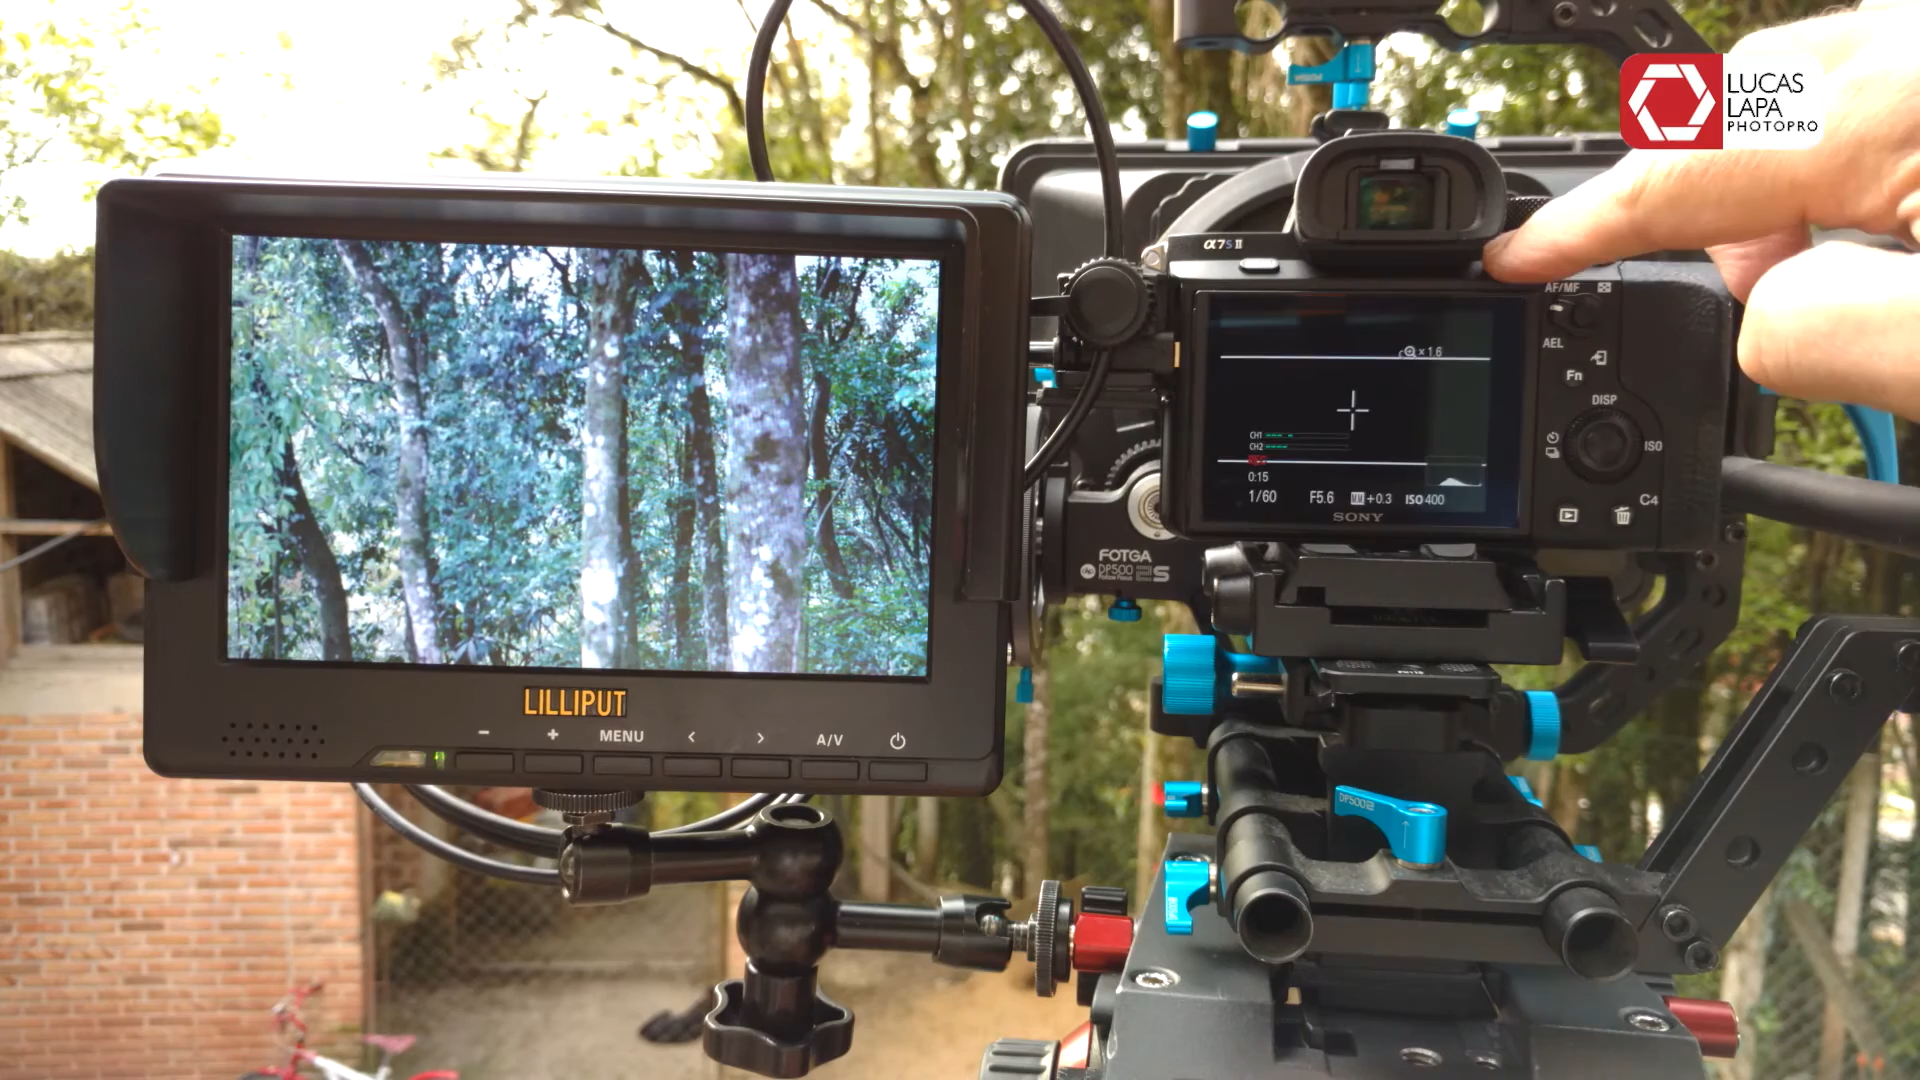 LUCAS
LAPA
PHOTOPRO
α7SII
AF/MF
AEL
Fn
DISP
ISO
C4
× 1.6
CH1
CH2
0:15
1/60 F5.6 +0.3 ISO 400
SONY
FOTGA
DP500 S
LILLIPUT
- + MENU < > A/V
DP500